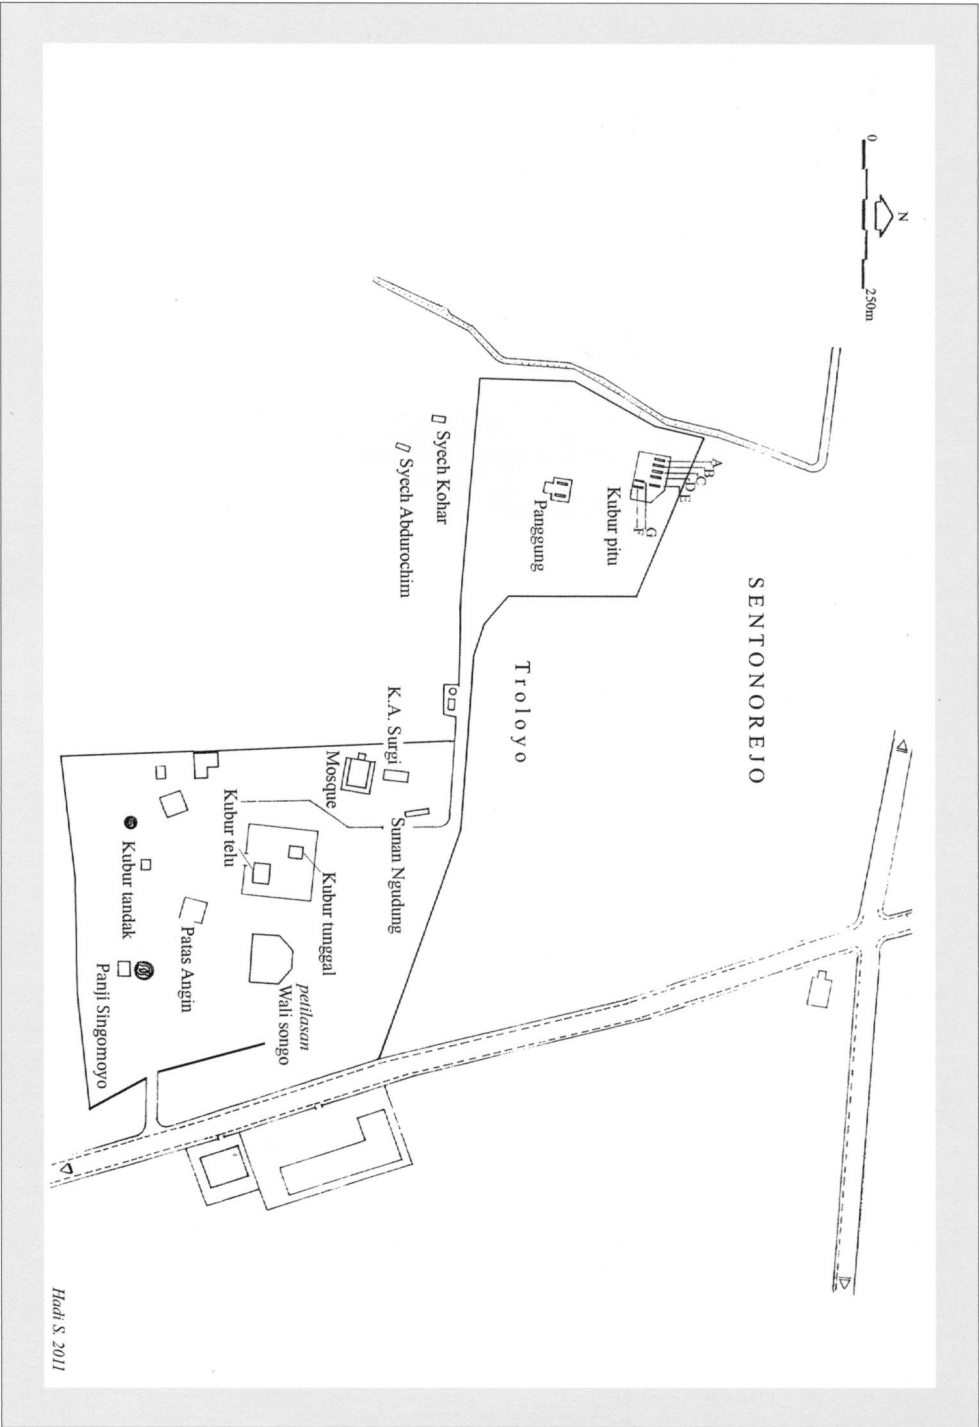 0
250m
N
SENTONOREJO
A
B
C
D
E
G
F
Kubur pitu
Panggung
Troloyo
Syech Kohar
Syech Abdurochim
K.A. Surgi
Mosque
Sunan Ngudung
Kubur tunggal
Kubur telu
petilasan
Wali songo
Patas Angin
Kubur tandak
Panji Singomoyo
Hadi S. 2011